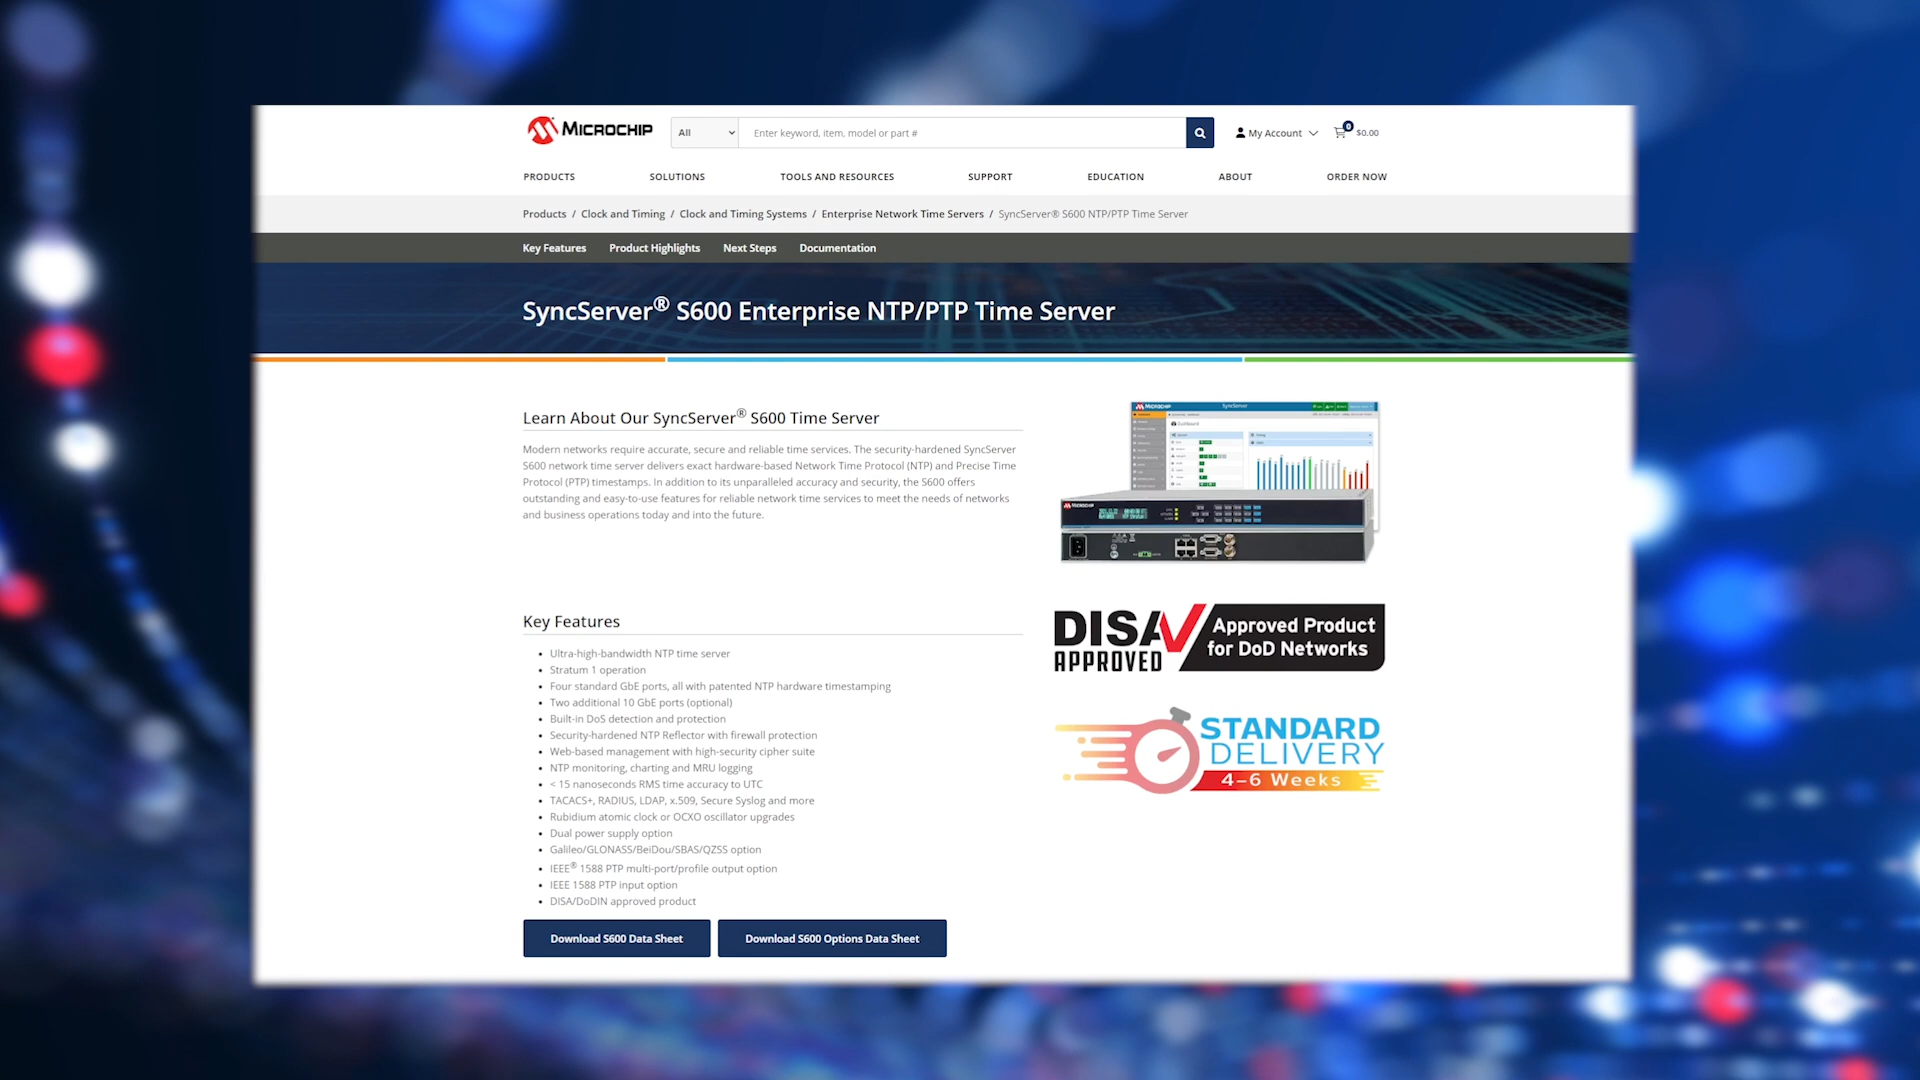 MICROCHIP
All
Enter keyword, item, model or part #
My Account
0
$0.00
PRODUCTS
SOLUTIONS
TOOLS AND RESOURCES
SUPPORT
EDUCATION
ABOUT
ORDER NOW
Products / Clock and Timing / Clock and Timing Systems / Enterprise Network Time Servers / SyncServer® S600 NTP/PTP Time Server
Key Features
Product Highlights
Next Steps
Documentation
SyncServer® S600 Enterprise NTP/PTP Time Server
Learn About Our SyncServer® S600 Time Server
Modern networks require accurate, secure and reliable time services. The security-hardened SyncServer
S600 network time server delivers exact hardware-based Network Time Protocol (NTP) and Precise Time
Protocol (PTP) timestamps. In addition to its unparalleled accuracy and security, the S600 offers
outstanding and easy-to-use features for reliable network time services to meet the needs of networks
and business operations today and into the future.
MICROCHIP
SyncServer
Dashboard
MICROCHIP
DISA
APPROVED
Approved Product
for DoD Networks
STANDARD
DELIVERY
4–6 Weeks
Key Features
• Ultra-high-bandwidth NTP time server
• Stratum 1 operation
• Four standard GbE ports, all with patented NTP hardware timestamping
• Two additional 10 GbE ports (optional)
• Built-in DoS detection and protection
• Security-hardened NTP Reflector with firewall protection
• Web-based management with high-security cipher suite
• NTP monitoring, charting and MRU logging
• < 15 nanoseconds RMS time accuracy to UTC
• TACACS+, RADIUS, LDAP, x.509, Secure Syslog and more
• Rubidium atomic clock or OCXO oscillator upgrades
• Dual power supply option
• Galileo/GLONASS/BeiDou/SBAS/QZSS option
• IEEE® 1588 PTP multi-port/profile output option
• IEEE 1588 PTP input option
• DISA/DoDIN approved product
Download S600 Data Sheet
Download S600 Options Data Sheet